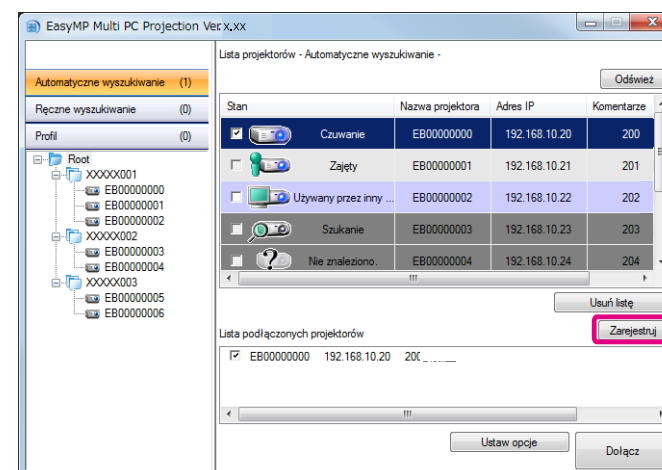 EasyMP Multi PC Projection Ver.x.xx
Automatyczne wyszukiwanie (1)
Ręczne wyszukiwanie (0)
Profil (0)
Root
XXXXX001
EB00000000
EB00000001
EB00000002
XXXXX002
EB00000003
EB00000004
XXXXX003
EB00000005
EB00000006
Lista projektorów - Automatyczne wyszukiwanie -
Odśwież
Stan Nazwa projektora Adres IP Komentarze
Czuwanie EB00000000 192.168.10.20 200
Zajęty EB00000001 192.168.10.21 201
Używany przez inny ... EB00000002 192.168.10.22 202
Szukanie EB00000003 192.168.10.23 203
Nie znaleziono. EB00000004 192.168.10.24 204
Usuń listę
Zarejestruj
Lista podłączonych projektorów
EB00000000 192.168.10.20
Ustaw opcje
Dołącz